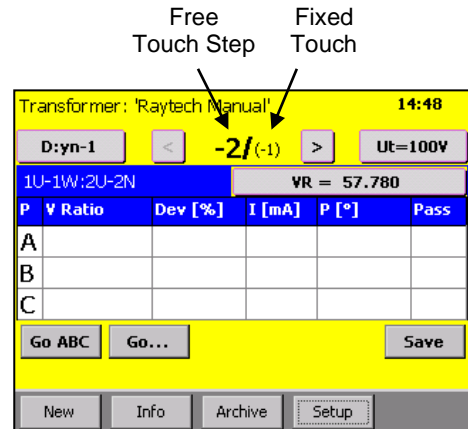 Free Fixed
Touch Step Touch
Transformer: 'Raytech Manual' 14:48
D:yn-1 < -2/(-1) > Ut=100V
1U-1W:2U-2N VR = 57.780
P V Ratio Dev [%] I [mA] P [°] Pass
A
B
C
Go ABC Go... Save
New Info Archive Setup